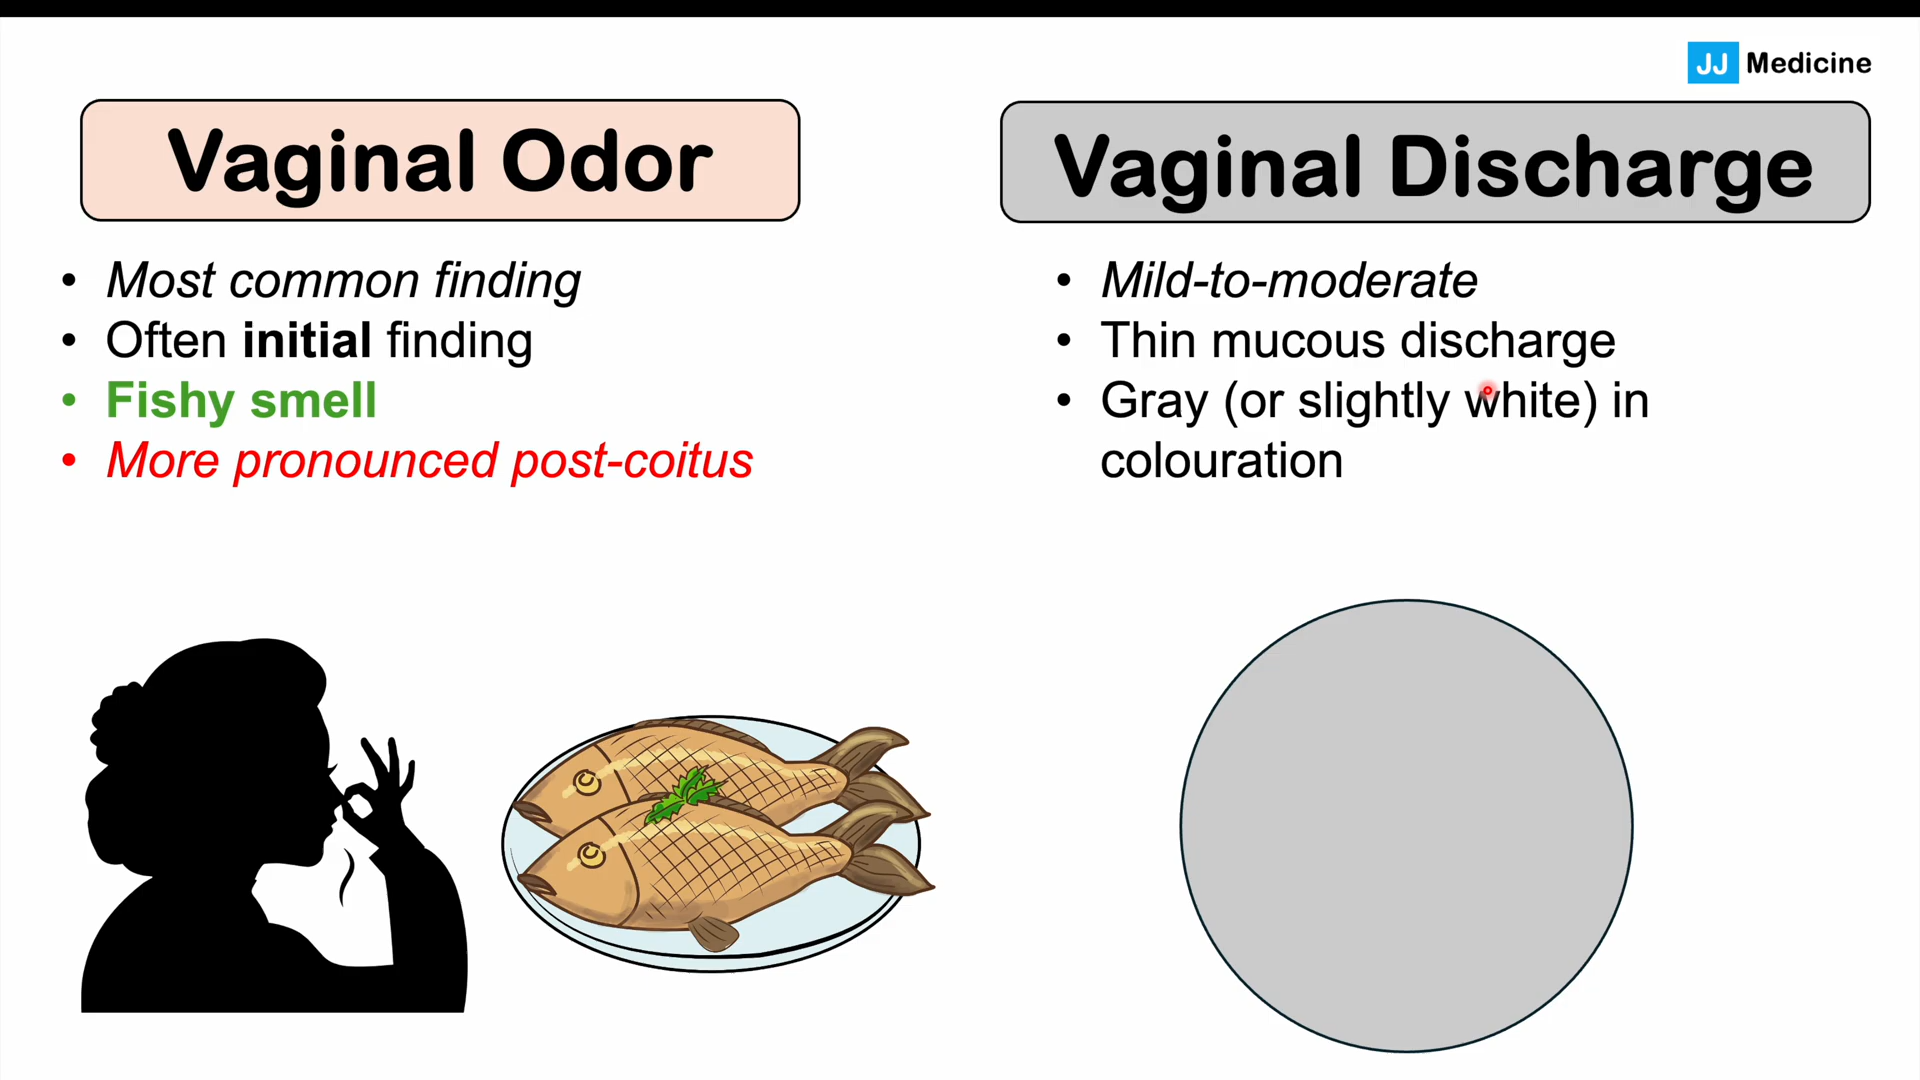 JJ Medicine
Vaginal Odor
• Most common finding
• Often initial finding
• Fishy smell
• More pronounced post-coitus
Vaginal Discharge
• Mild-to-moderate
• Thin mucous discharge
• Gray (or slightly white) in
colouration